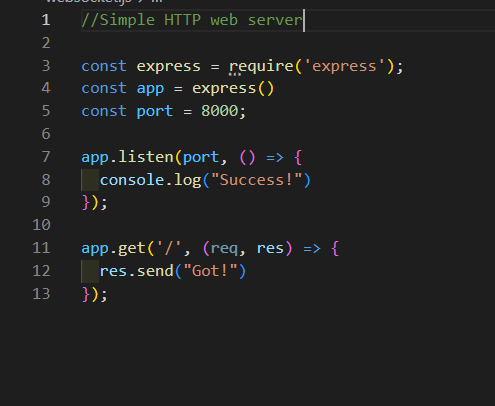 websocket.js > ...
1 //Simple HTTP web server
2
3 const express = require('express');
4 const app = express()
5 const port = 8000;
6
7 app.listen(port, () => {
8 console.log("Success!")
9 });
10
11 app.get('/', (req, res) => {
12 res.send("Got!")
13 });